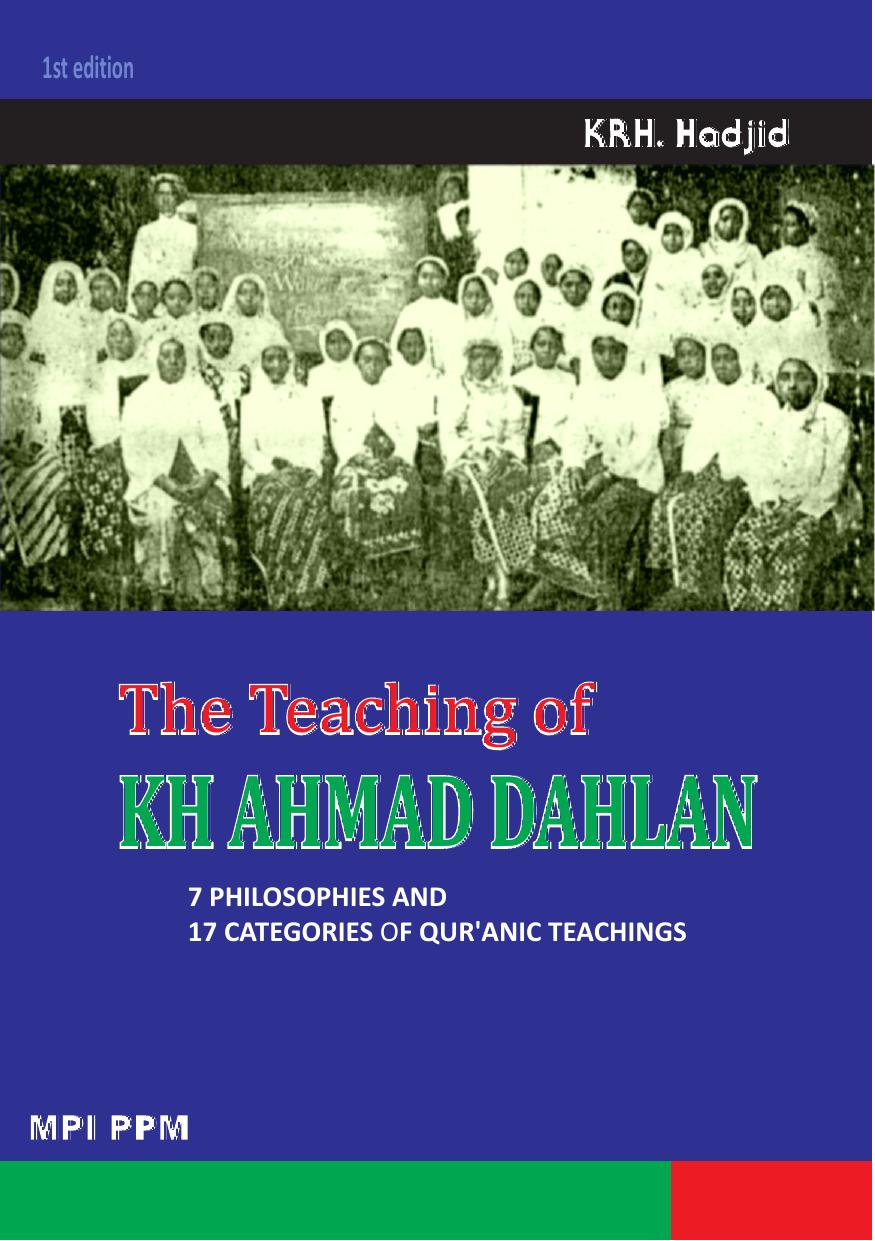 1st edition
KRH. Hadjid
The Teaching of
KH AHMAD DAHLAN
7 PHILOSOPHIES AND
17 CATEGORIES OF QUR'ANIC TEACHINGS
MPI PPM